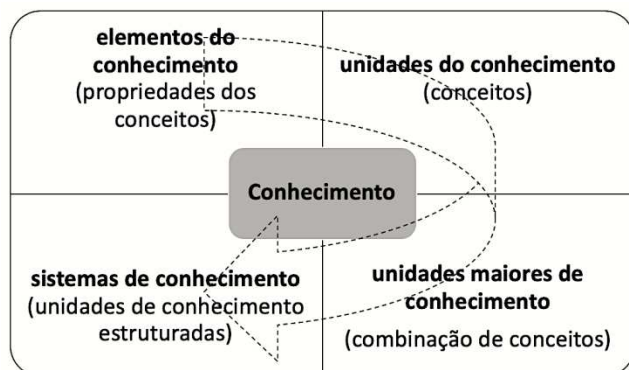 elementos do
conhecimento
(propriedades dos
conceitos)
unidades do conhecimento
(conceitos)
Conhecimento
sistemas de conhecimento
(unidades de conhecimento
estruturadas)
unidades maiores de
conhecimento
(combinação de conceitos)